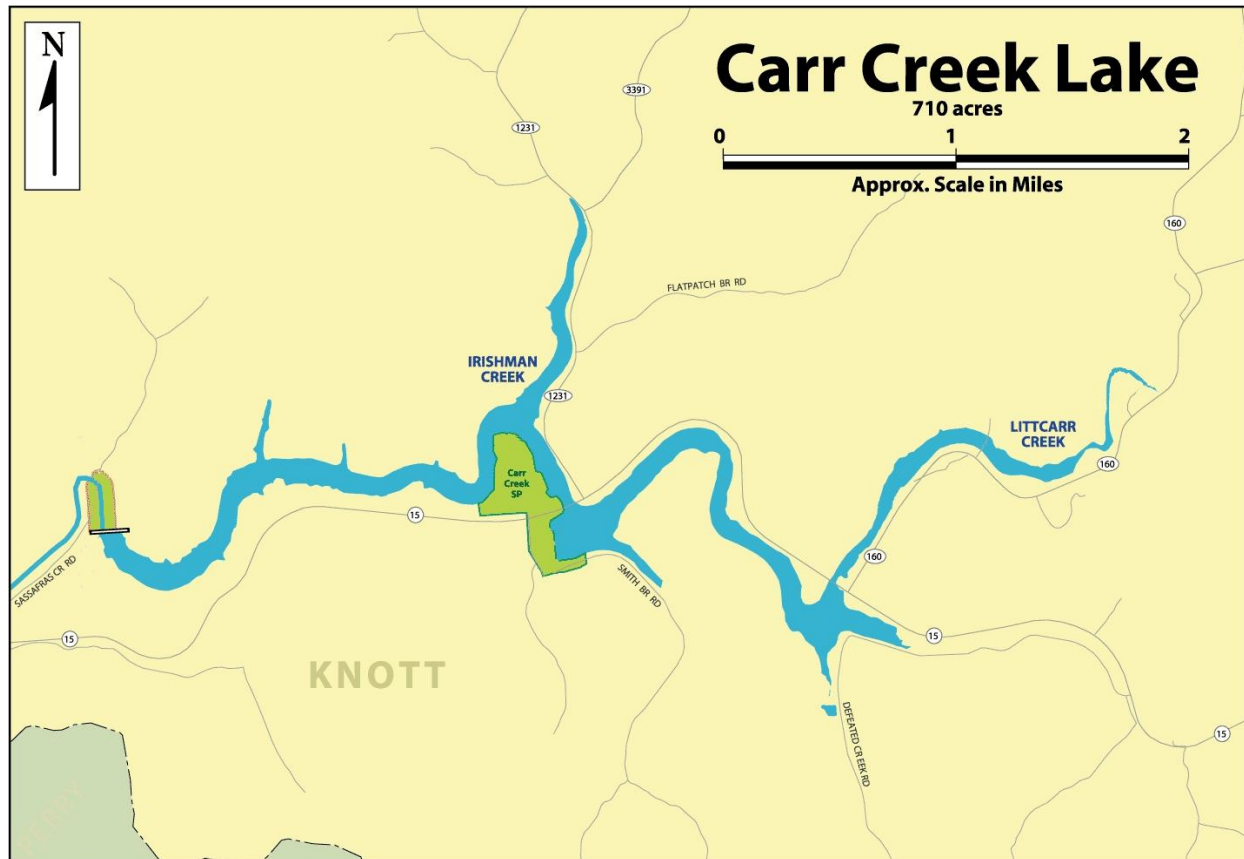 N
Carr Creek Lake
710 acres
0 1 2
Approx. Scale in Miles
3391
1231
160
FLATPATCH BR RD
IRISHMAN
CREEK
1231
LITTCARR
CREEK
160
Carr
Creek
SP
15
160
SASSAFRAS CR RD
SMITH BR RD
15
15
KNOTT
DEFEATED CREEK RD
15
PERRY